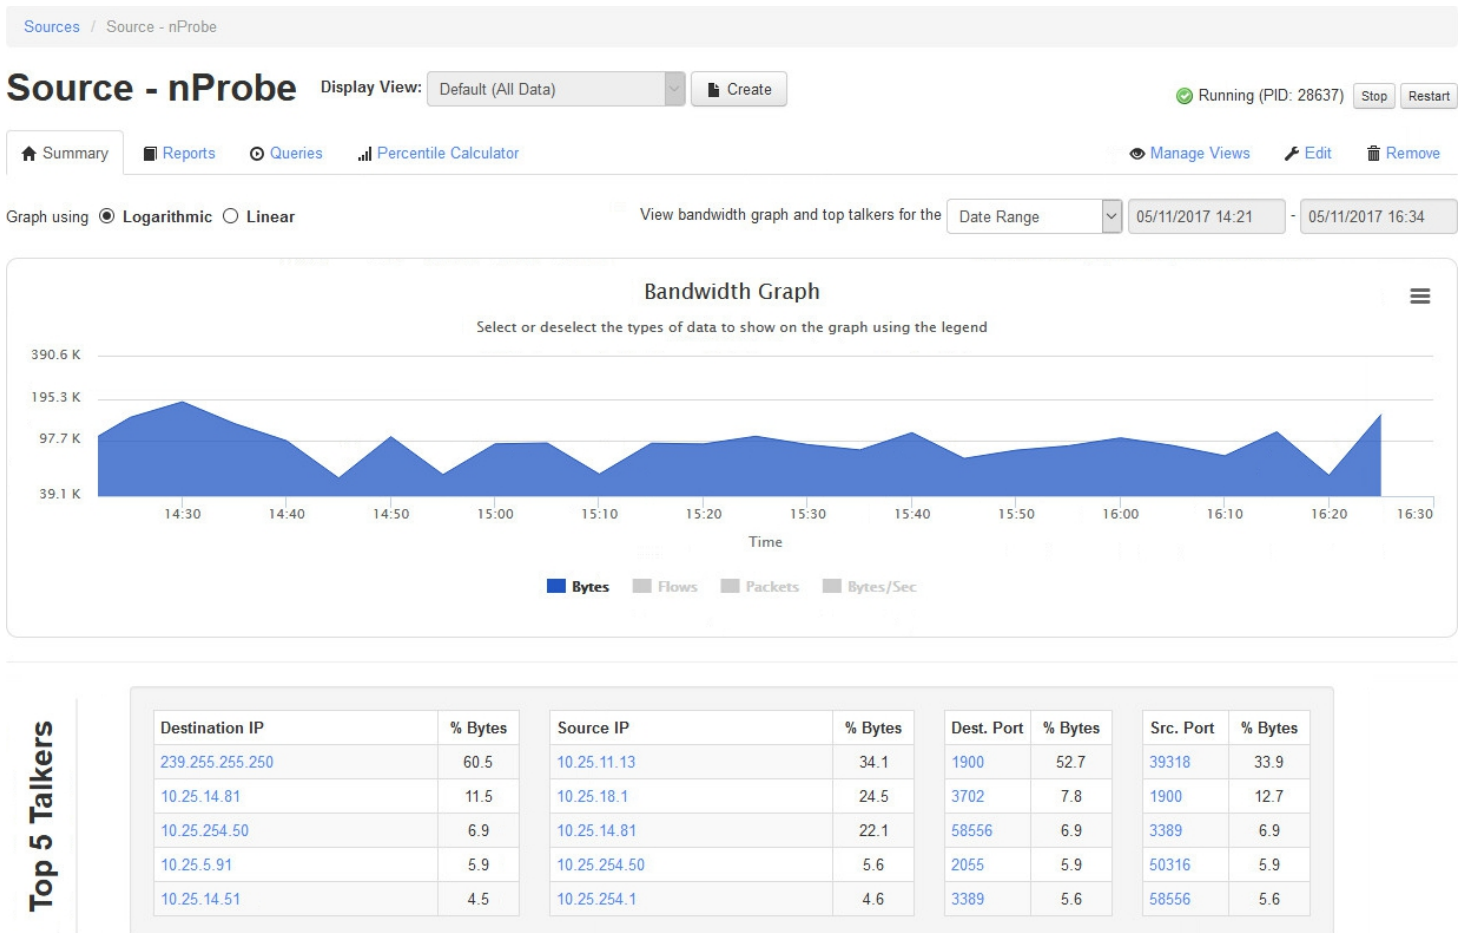 Sources / Source - nProbe
Source - nProbe Display View: Default (All Data) Create
Running (PID: 28637) Stop Restart
Summary Reports Queries Percentile Calculator Manage Views Edit Remove
Graph using Logarithmic Linear View bandwidth graph and top talkers for the Date Range 05/11/2017 14:21 - 05/11/2017 16:34
Bandwidth Graph
Select or deselect the types of data to show on the graph using the legend
390.6 K
195.3 K
97.7 K
39.1 K
14:30 14:40 14:50 15:00 15:10 15:20 15:30 15:40 15:50 16:00 16:10 16:20 16:30
Time
Bytes Flows Packets Bytes/Sec
Top 5 Talkers
Destination IP % Bytes Source IP % Bytes Dest. Port % Bytes Src. Port % Bytes
239.255.255.250 60.5 10.25.11.13 34.1 1900 52.7 39318 33.9
10.25.14.81 11.5 10.25.18.1 24.5 3702 7.8 1900 12.7
10.25.254.50 6.9 10.25.14.81 22.1 58556 6.9 3389 6.9
10.25.5.91 5.9 10.25.254.50 5.6 2055 5.9 50316 5.9
10.25.14.51 4.5 10.25.254.1 4.6 3389 5.6 58556 5.6